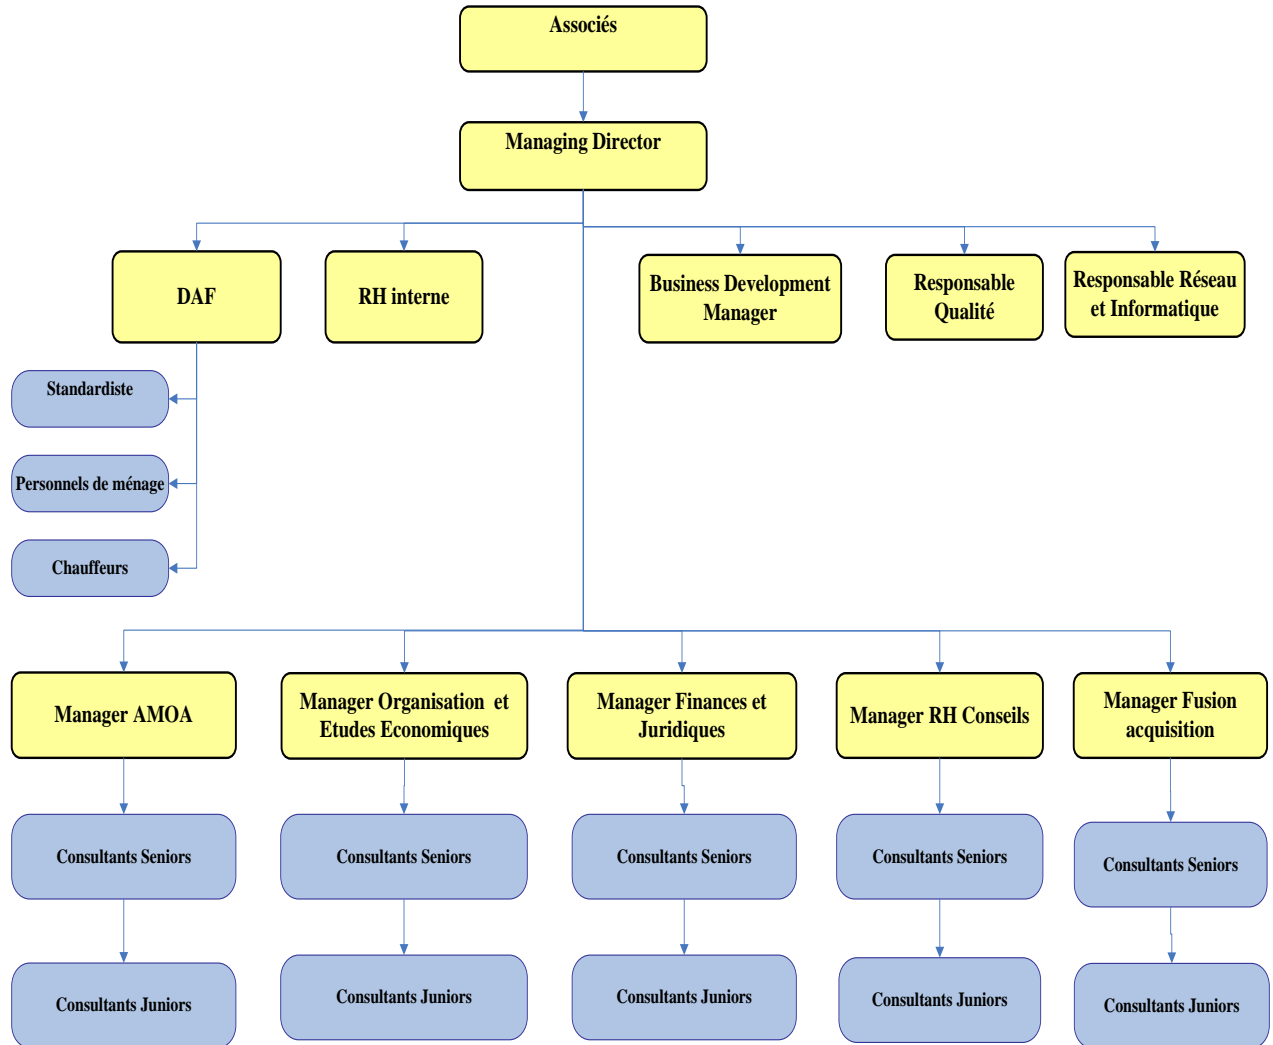 Associés
Managing Director
DAF
RH interne
Business Development
Manager
Responsable
Qualité
Responsable Réseau
et Informatique
Standardiste
Personnels de ménage
Chauffeurs
Manager AMOA
Manager Organisation et
Etudes Economiques
Manager Finances et
Juridiques
Manager RH Conseils
Manager Fusion
acquisition
Consultants Seniors
Consultants Seniors
Consultants Seniors
Consultants Seniors
Consultants Seniors
Consultants Juniors
Consultants Juniors
Consultants Juniors
Consultants Juniors
Consultants Juniors